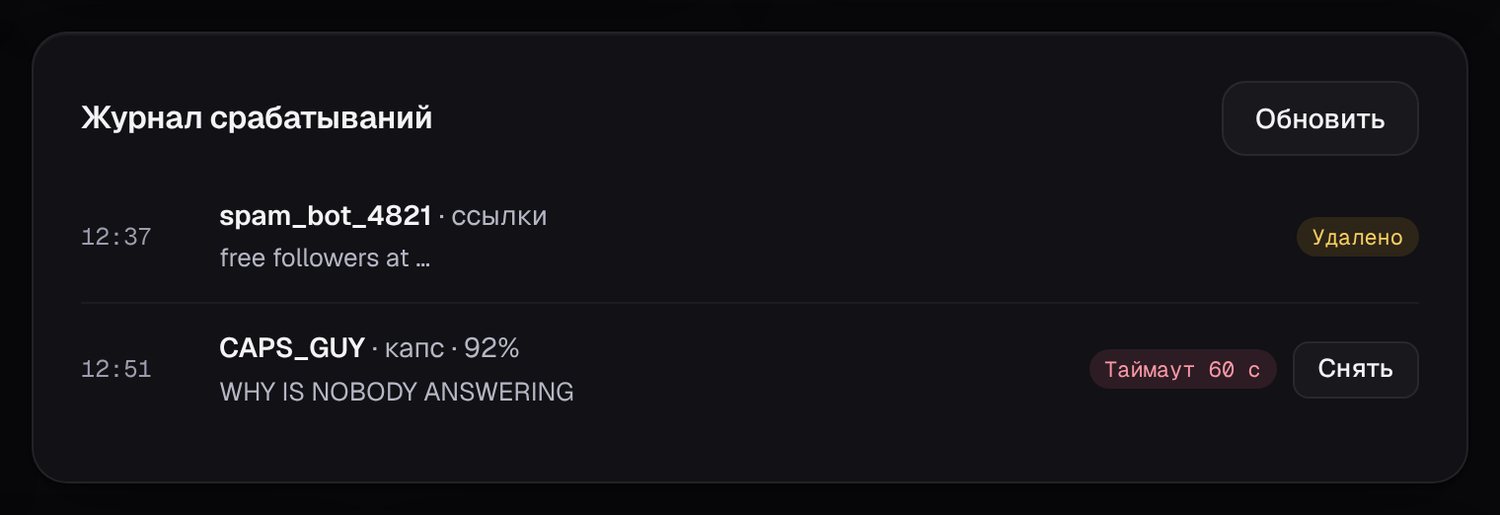 Журнал срабатываний
Обновить
12:37
spam_bot_4821 · ссылки
free followers at ...
Удалено
12:51
CAPS_GUY · капс · 92%
WHY IS NOBODY ANSWERING
Таймаут 60 с
Снять